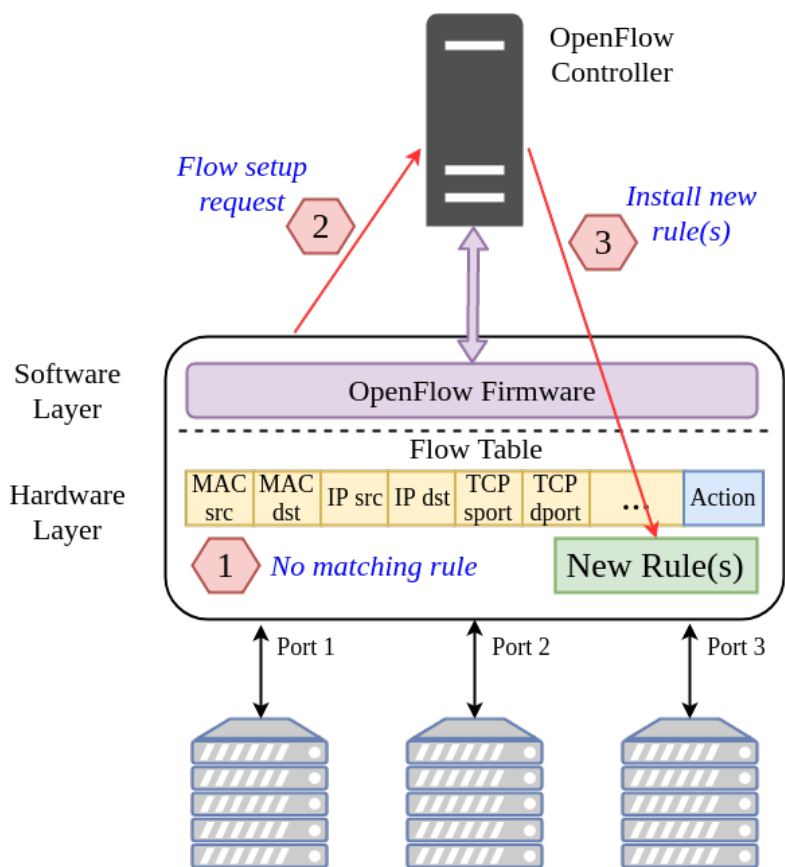 OpenFlow
Controller
Flow setup
request
2
Install new
rule(s)
3
Software
Layer
OpenFlow Firmware
Flow Table
Hardware
Layer
MAC
src
MAC
dst
IP src
IP dst
TCP
sport
TCP
dport
...
Action
1
No matching rule
New Rule(s)
Port 1
Port 2
Port 3